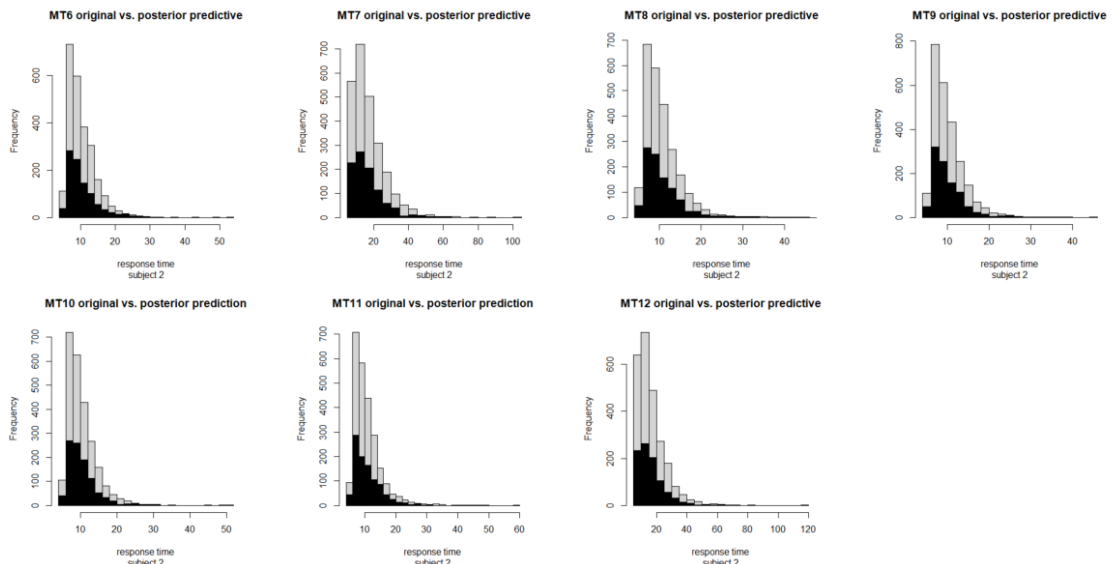 MT6 original vs. posterior predictive
Frequency
0 200 400 600
10 20 30 40 50
response time
subject 2
MT7 original vs. posterior predictive
0 100 200 300 400 500 600 700
20 40 60 80 100
response time
subject 2
MT8 original vs. posterior predictive
Frequency
0 100 200 300 400 500 600 700
10 20 30 40
response time
subject 2
MT9 original vs. posterior predictive
Frequency
0 200 400 600 800
10 20 30 40
response time
subject 2
MT10 original vs. posterior prediction
Frequency
0 100 200 300 400 500 600 700
10 20 30 40 50
response time
subject 2
MT11 original vs. posterior prediction
Frequency
0 100 200 300 400 500 600 700
10 20 30 40 50 60
response time
subject 2
MT12 original vs. posterior predictive
Frequency
0 200 400 600
20 40 60 80 100 120
response time
subject 2